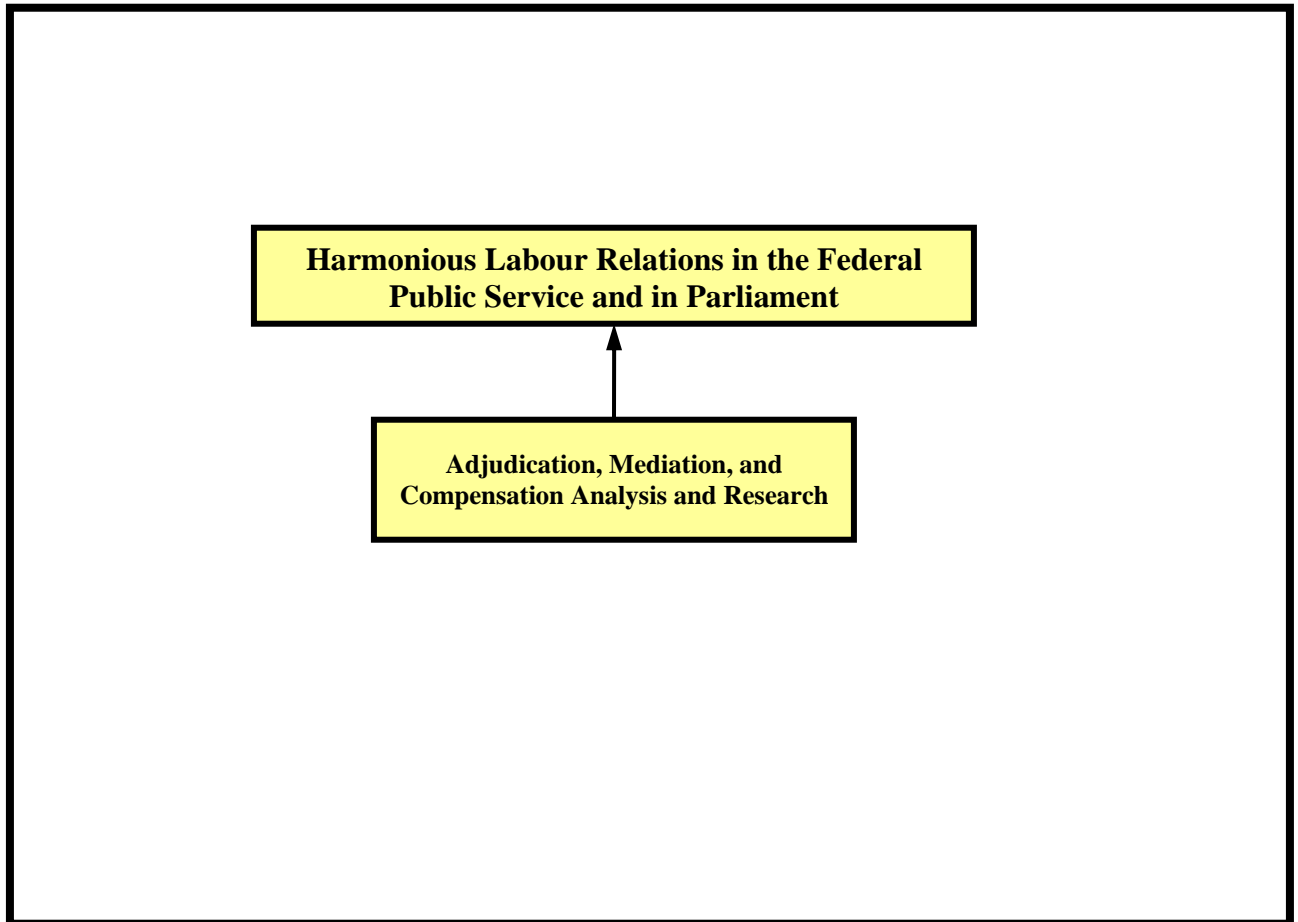 Harmonious Labour Relations in the Federal
Public Service and in Parliament
Adjudication, Mediation, and
Compensation Analysis and Research